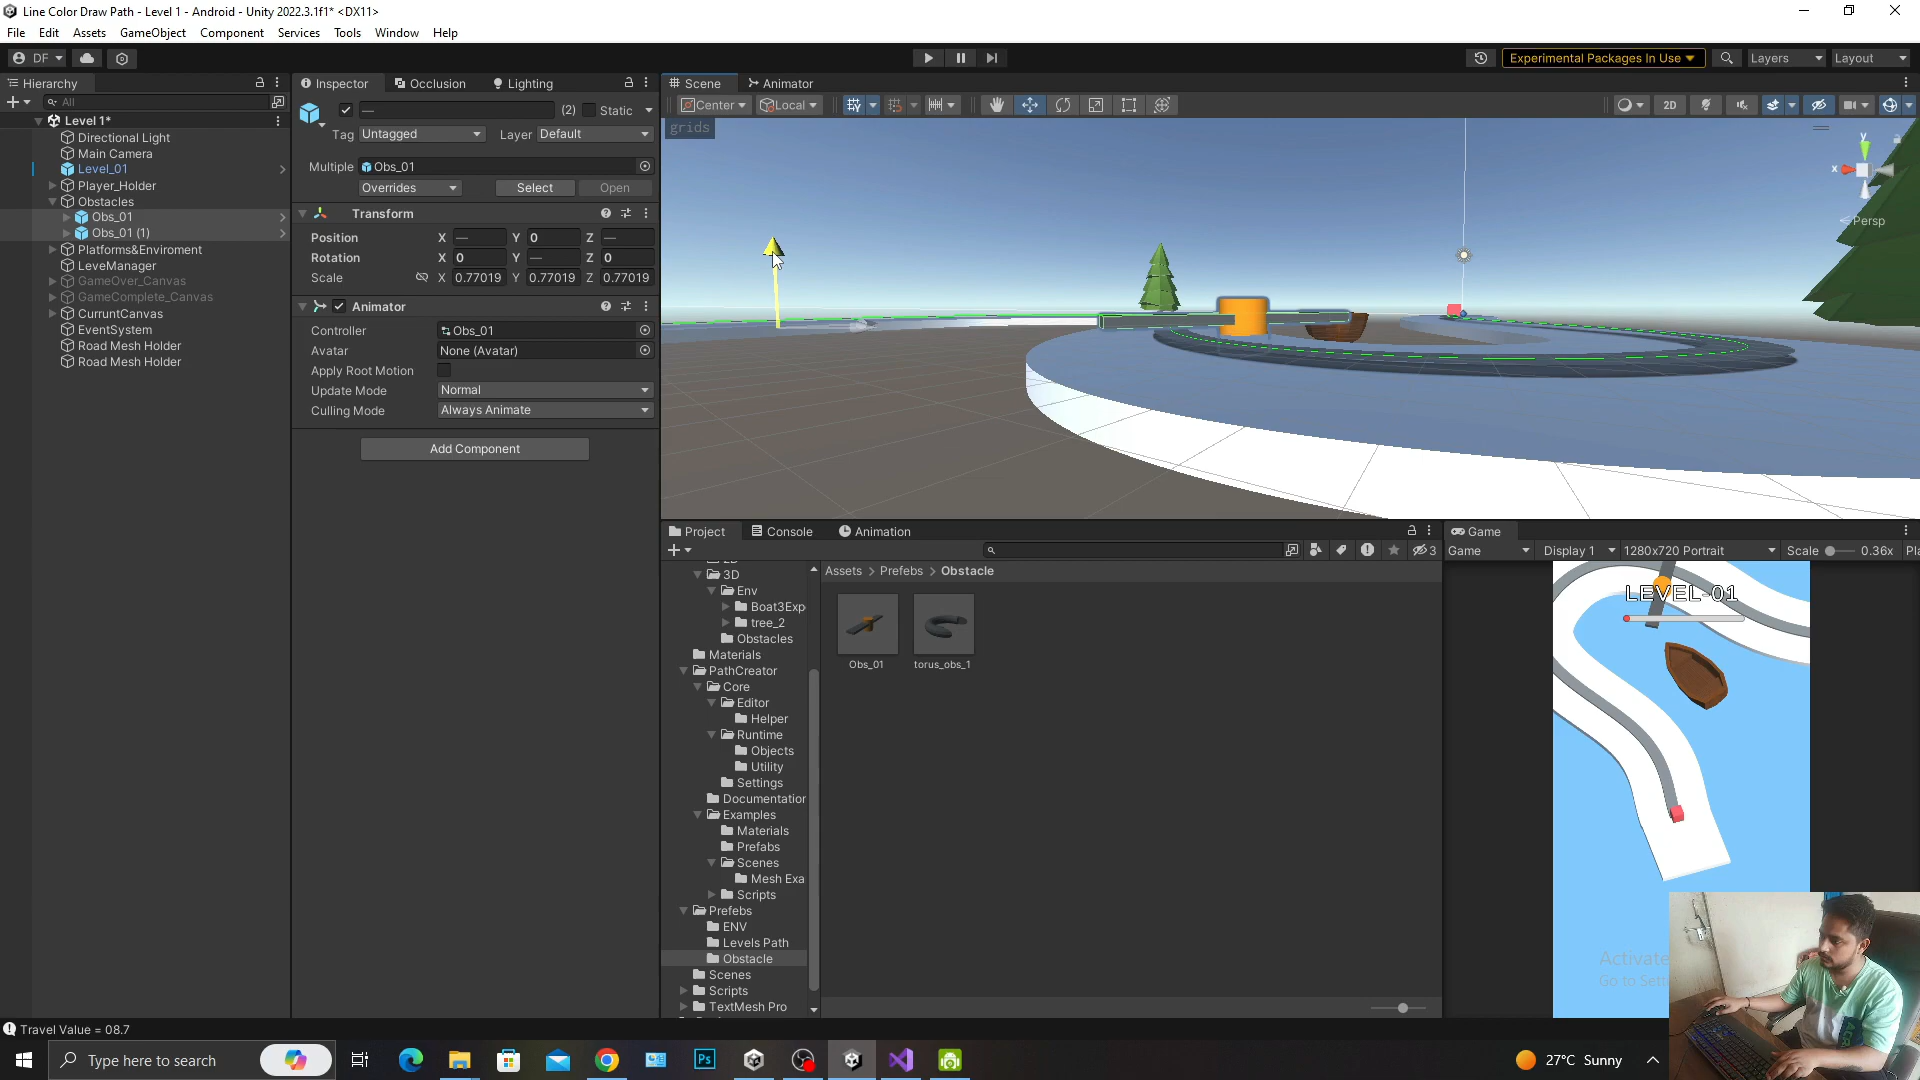 Line Color Draw Path - Level 1 - Android - Unity 2022.3.1f1* <DX11>
File Edit Assets GameObject Component Services Tools Window Help
DF Experimental Packages In Use Layers Layout
Hierarchy
All
Level 1*
Directional Light
Main Camera
Level_01
Player_Holder
Obstacles
Obs_01
Obs_01 (1)
Platforms&Enviroment
LeveManager
GameOver_Canvas
GameComplete_Canvas
CurruntCanvas
EventSystem
Road Mesh Holder
Road Mesh Holder
Inspector Occlusion Lighting
— (2) Static
Tag Untagged Layer Default
Multiple Obs_01
Overrides Select Open
Transform
Position X — Y 0 Z —
Rotation X 0 Y — Z 0
Scale X 0.77019 Y 0.77019 Z 0.77019
Animator
Controller Obs_01
Avatar None (Avatar)
Apply Root Motion
Update Mode Normal
Culling Mode Always Animate
Add Component
Scene Animator
Center Local 2D
grids
y
x
Persp
Project Console Animation
3
3D
Env
Boat3Exp
tree_2
Obstacles
Materials
PathCreator
Core
Editor
Helper
Runtime
Objects
Utility
Settings
Documentation
Examples
Materials
Prefabs
Scenes
Mesh Exa
Scripts
Prefebs
ENV
Levels Path
Obstacle
Scenes
Scripts
TextMesh Pro
Assets > Prefebs > Obstacle
Obs_01 torus_obs_1
Game
Game Display 1 1280x720 Portrait Scale 0.36x Pla
LEVEL-01
Activate
Go to Sett
Travel Value = 08.7
Type here to search
Ps
27°C Sunny